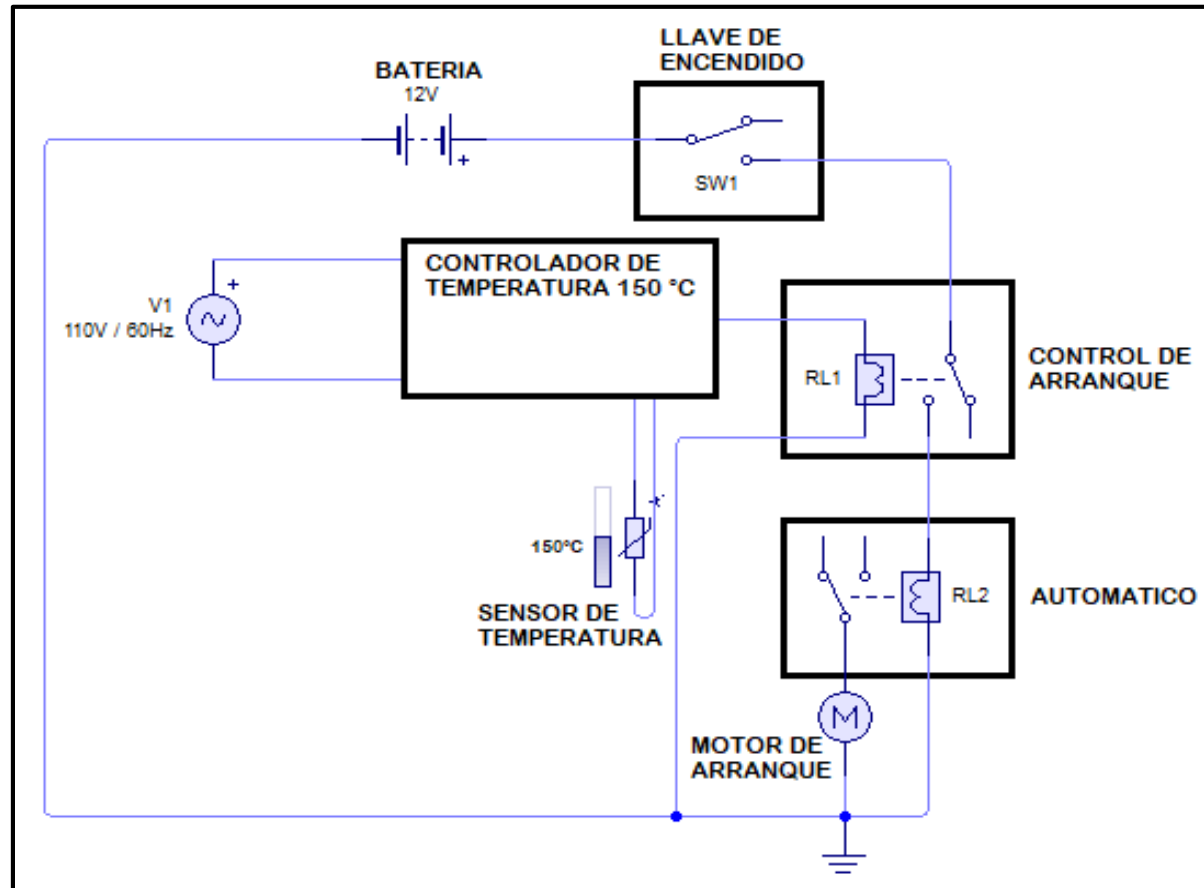 LLAVE DE
ENCENDIDO
BATERIA
12V
+
SW1
CONTROLADOR DE
TEMPERATURA 150 °C
+
V1
110V / 60Hz
RL1
CONTROL DE
ARRANQUE
150°C
SENSOR DE
TEMPERATURA
RL2
AUTOMATICO
M
MOTOR DE
ARRANQUE